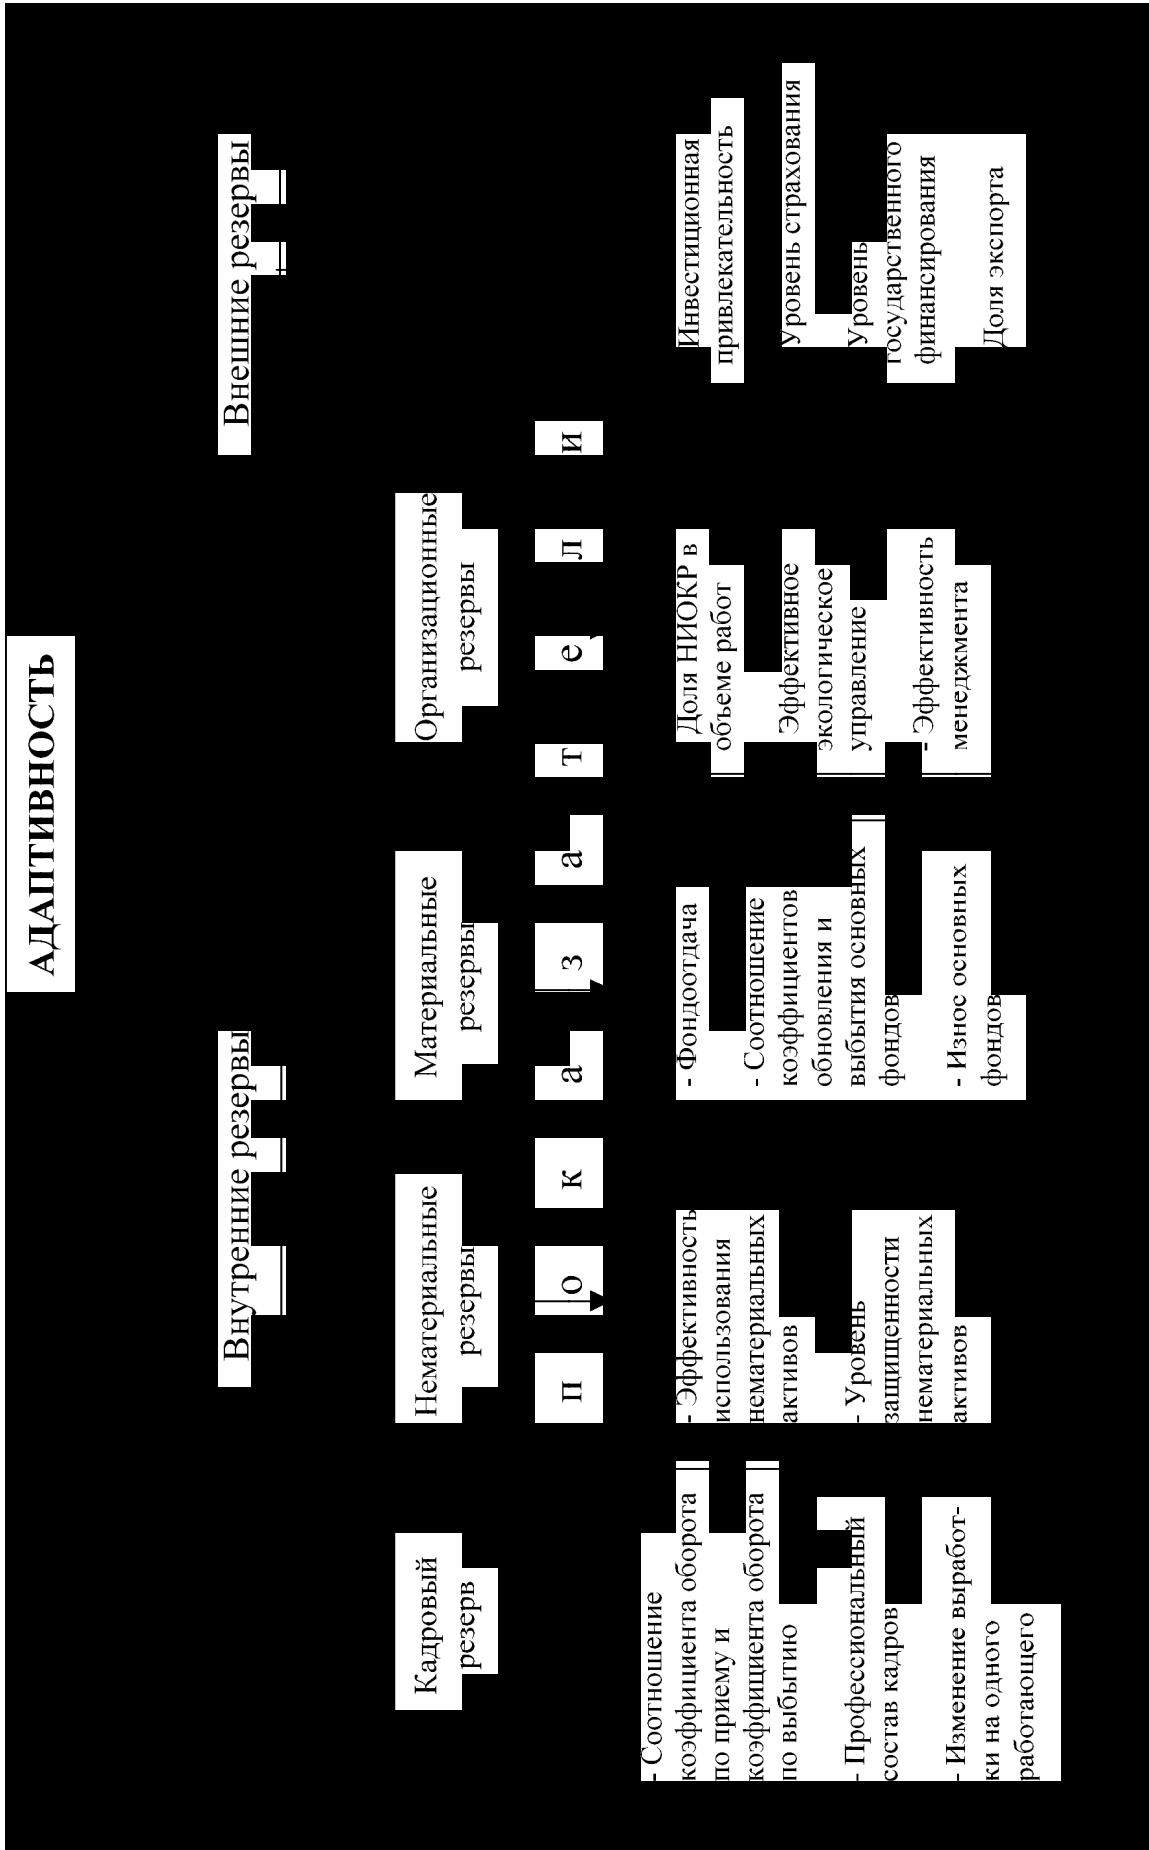 АДАПТИВНОСТЬ
Внутренние резервы
Внешние резервы
Кадровый
резерв
Нематериальные
резервы
Материальные
резервы
Организационные
резервы
п о к а з а т е л и
- Соотношение
коэффициента оборота
по приему и
коэффициента оборота
по выбытию
- Профессиональный
состав кадров
- Изменение выработ-
ки на одного
работающего
- Эффективность
использования
нематериальных
активов
- Уровень
защищенности
нематериальных
активов
- Фондоотдача
- Соотношение
коэффициентов
обновления и
выбытия основных
фондов
- Износ основных
фондов
Доля НИОКР в
объеме работ
Эффективное
экологическое
управление
- Эффективность
менеджмента
Инвестиционная
привлекательность
Уровень страхования
Уровень
государственного
финансирования
Доля экспорта